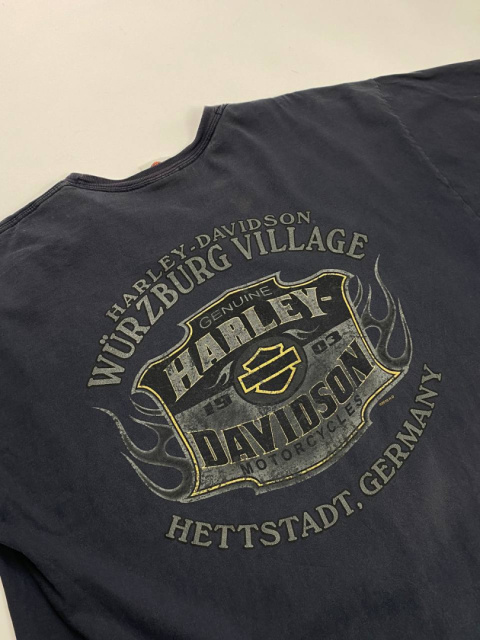 HARLEY-DAVIDSON
WÜRZBURG VILLAGE
GENUINE
HARLEY-
19 03
DAVIDSON
MOTORCYCLES
HETTSTADT, GERMANY